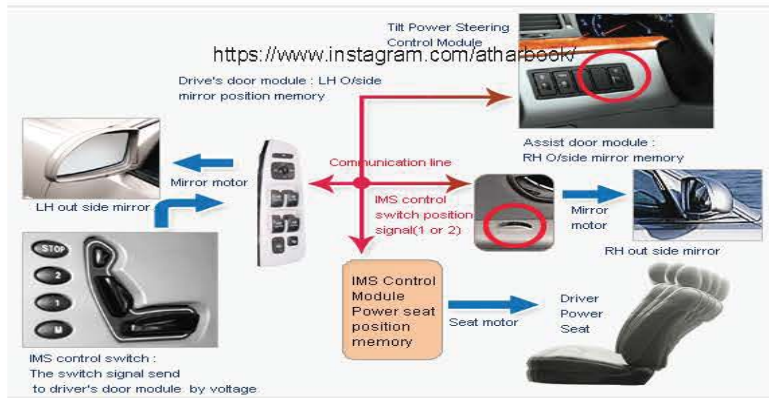 Tilt Power Steering
Control Module
https://www.instagram.com/atharbook/
Drive's door module : LH O/side
mirror position memory
Assist door module :
RH O/side mirror memory
Communication line
Mirror motor
LH out side mirror
IMS control
switch position
signal(1 or 2)
Mirror
motor
RH out side mirror
STOP
2
1
M
IMS Control
Module
Power seat
position
memory
Seat motor
Driver
Power
Seat
IMS control switch :
The switch signal send
to driver's door module by voltage